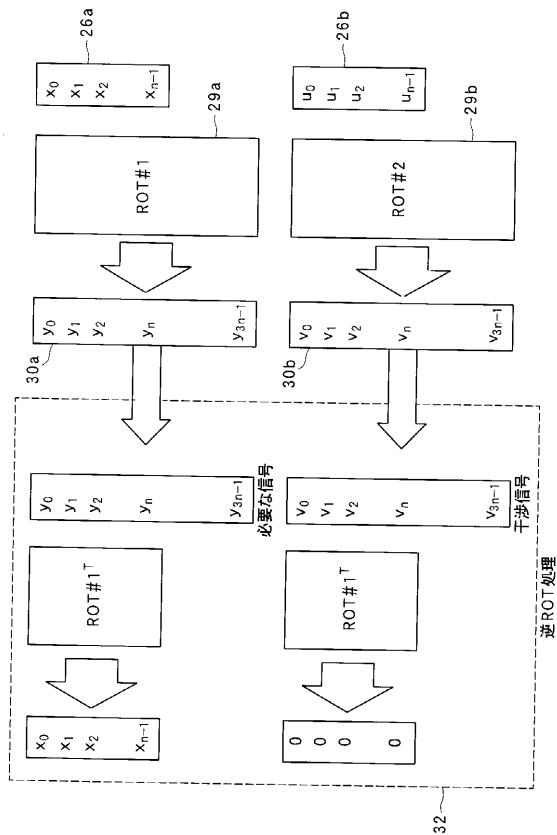 26a
x0
x1
x2
xn-1
29a
ROT#1
30a
y0
y1
y2
yn
y3n-1
y0
y1
y2
yn
y3n-1
必要な信号
ROT#1T
x0
x1
x2
xn-1
26b
u0
u1
u2
un-1
29b
ROT#2
30b
v0
v1
v2
vn
v3n-1
v0
v1
v2
vn
v3n-1
干渉信号
ROT#1T
0
0
0
0
逆ROT処理
32